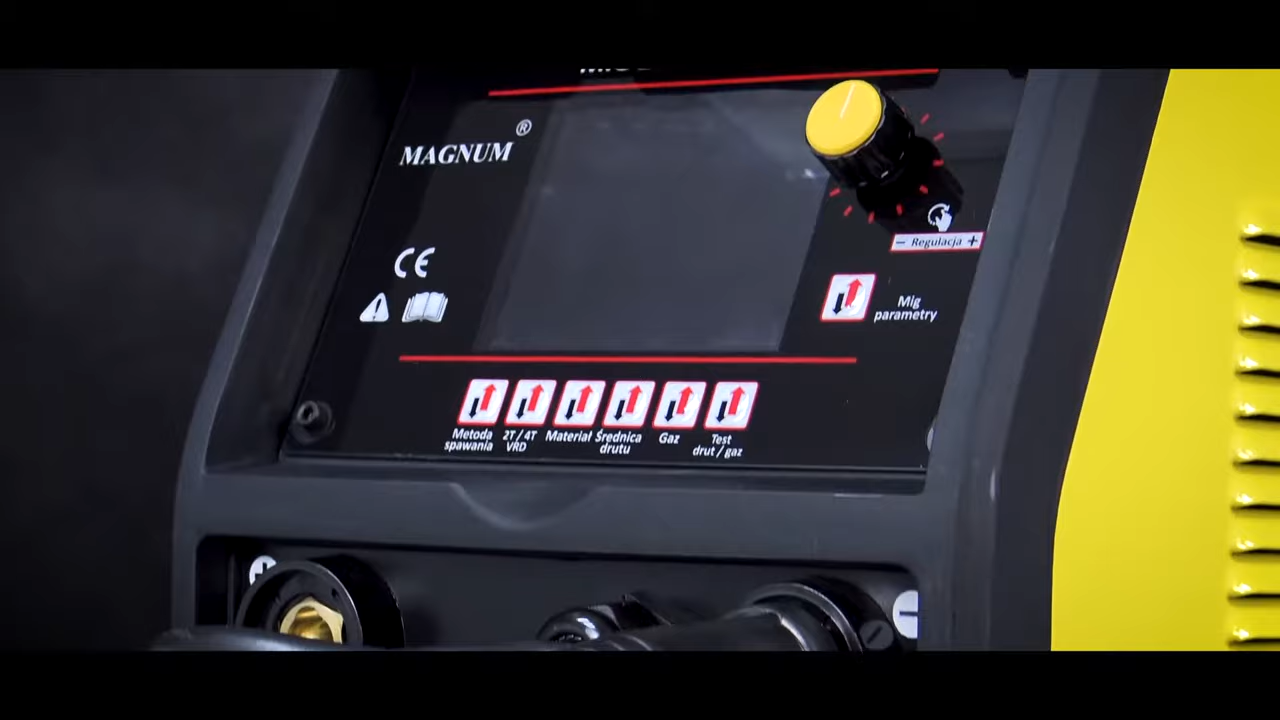 MAGNUM ®
CE
− Regulacja +
Mig
parametry
Metoda
spawania
2T / 4T
VRD
Materiał
Średnica
drutu
Gaz
Test
drut / gaz